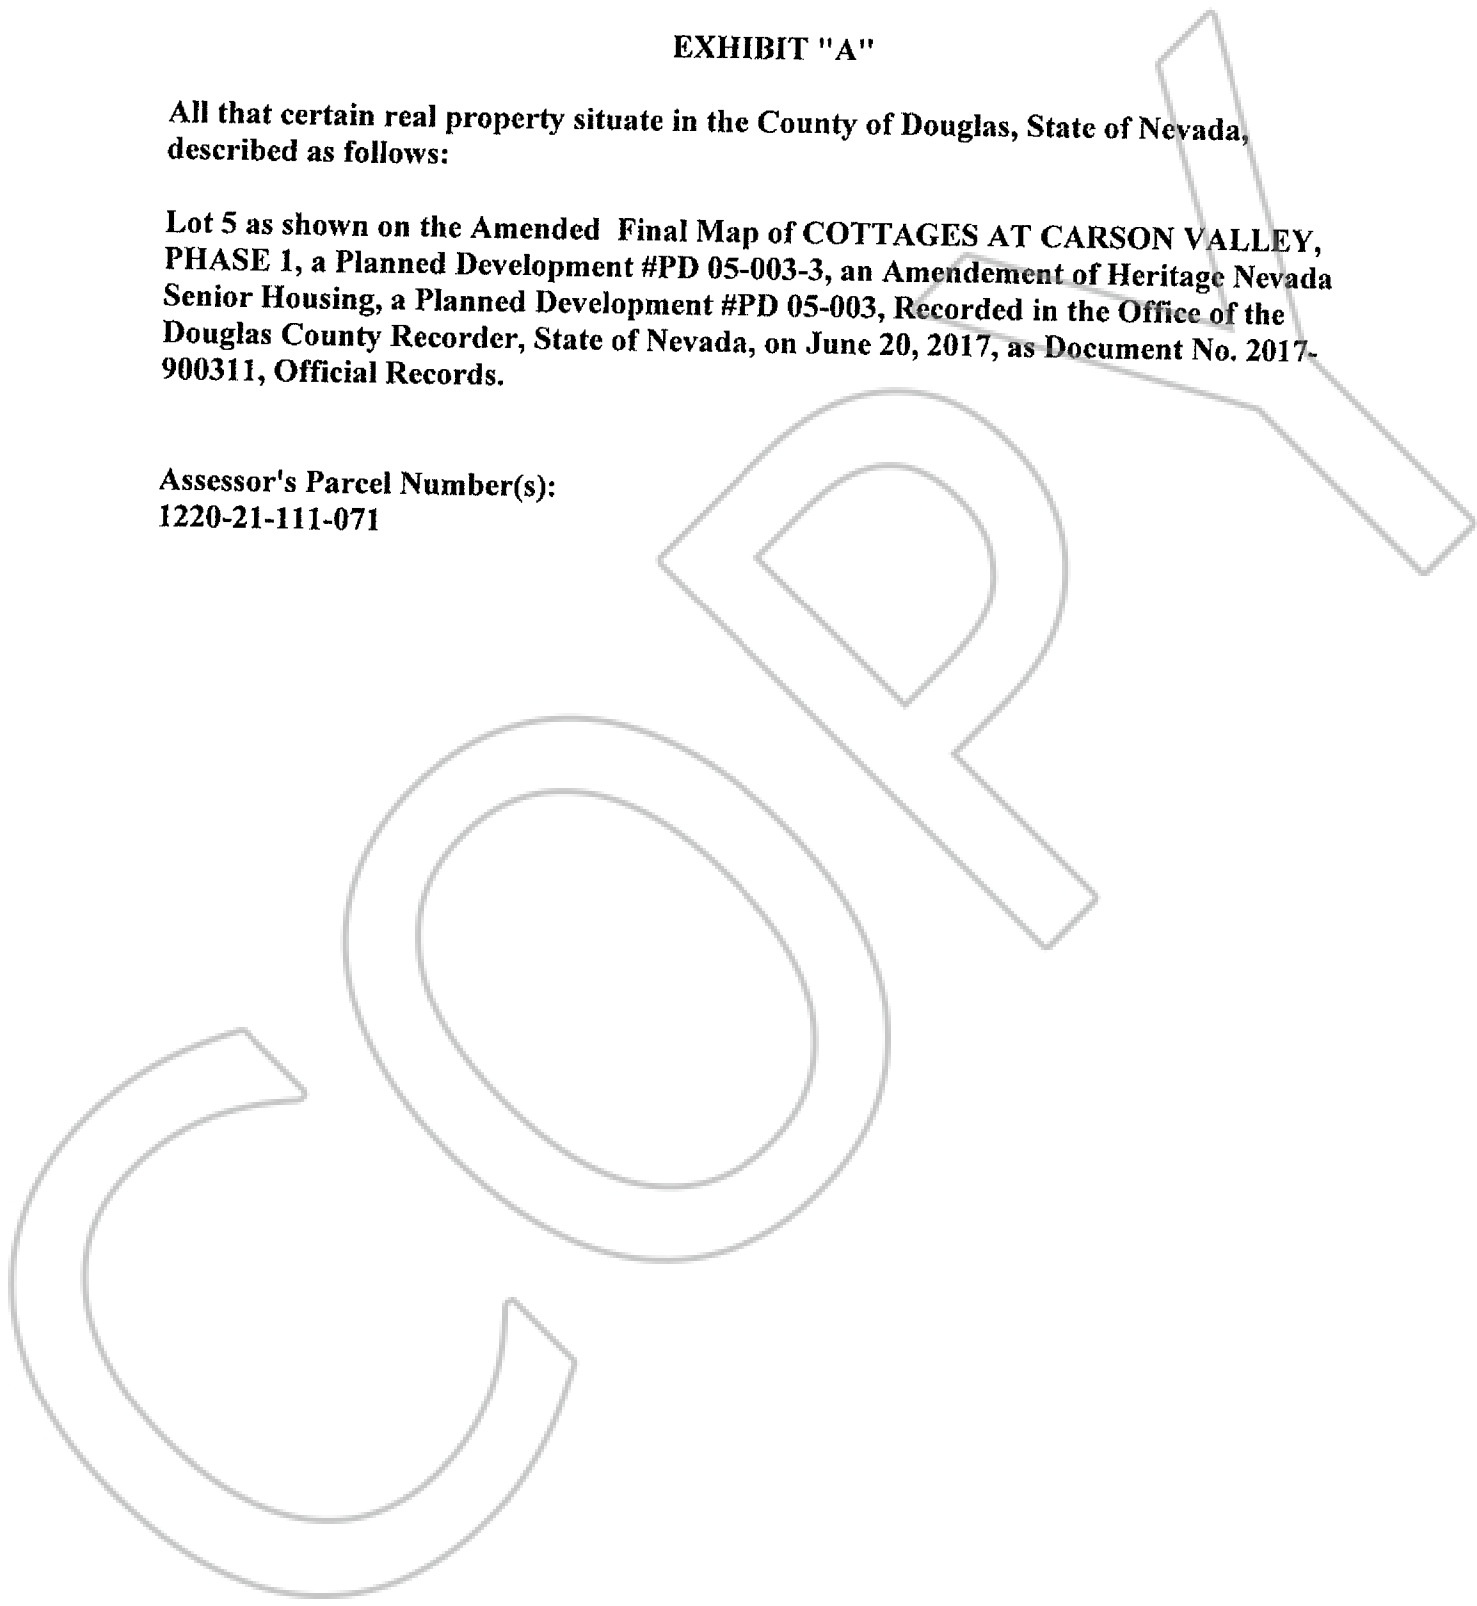 EXHIBIT "A"
All that certain real property situate in the County of Douglas, State of Nevada,
described as follows:
Lot 5 as shown on the Amended Final Map of COTTAGES AT CARSON VALLEY,
PHASE 1, a Planned Development #PD 05-003-3, an Amendement of Heritage Nevada
Senior Housing, a Planned Development #PD 05-003, Recorded in the Office of the
Douglas County Recorder, State of Nevada, on June 20, 2017, as Document No. 2017-
900311, Official Records.
Assessor's Parcel Number(s):
1220-21-111-071
COPY